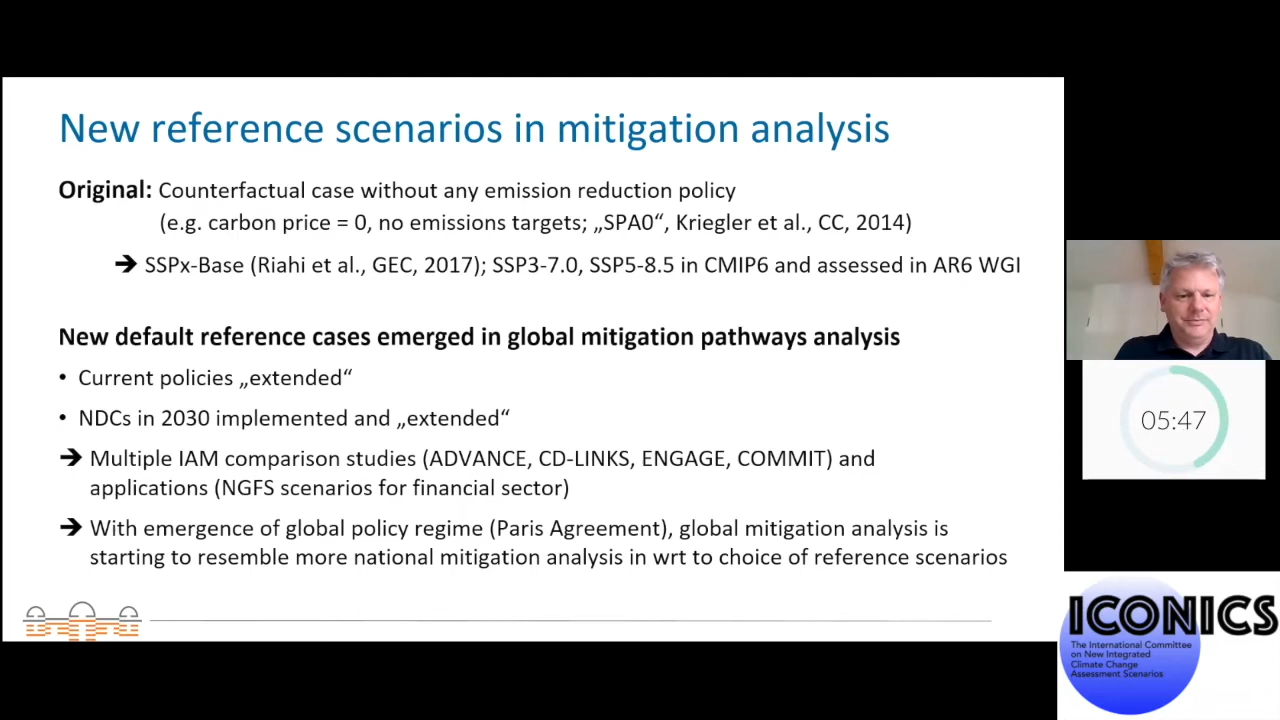 New reference scenarios in mitigation analysis
Original: Counterfactual case without any emission reduction policy
(e.g. carbon price = 0, no emissions targets; „SPA0“, Kriegler et al., CC, 2014)
➔ SSPx-Base (Riahi et al., GEC, 2017); SSP3-7.0, SSP5-8.5 in CMIP6 and assessed in AR6 WGI
New default reference cases emerged in global mitigation pathways analysis
• Current policies „extended“
• NDCs in 2030 implemented and „extended“
➔ Multiple IAM comparison studies (ADVANCE, CD-LINKS, ENGAGE, COMMIT) and
applications (NGFS scenarios for financial sector)
➔ With emergence of global policy regime (Paris Agreement), global mitigation analysis is
starting to resemble more national mitigation analysis in wrt to choice of reference scenarios
05:47
ICONICS
The International Committee
on New Integrated
Climate Change
Assessment Scenarios